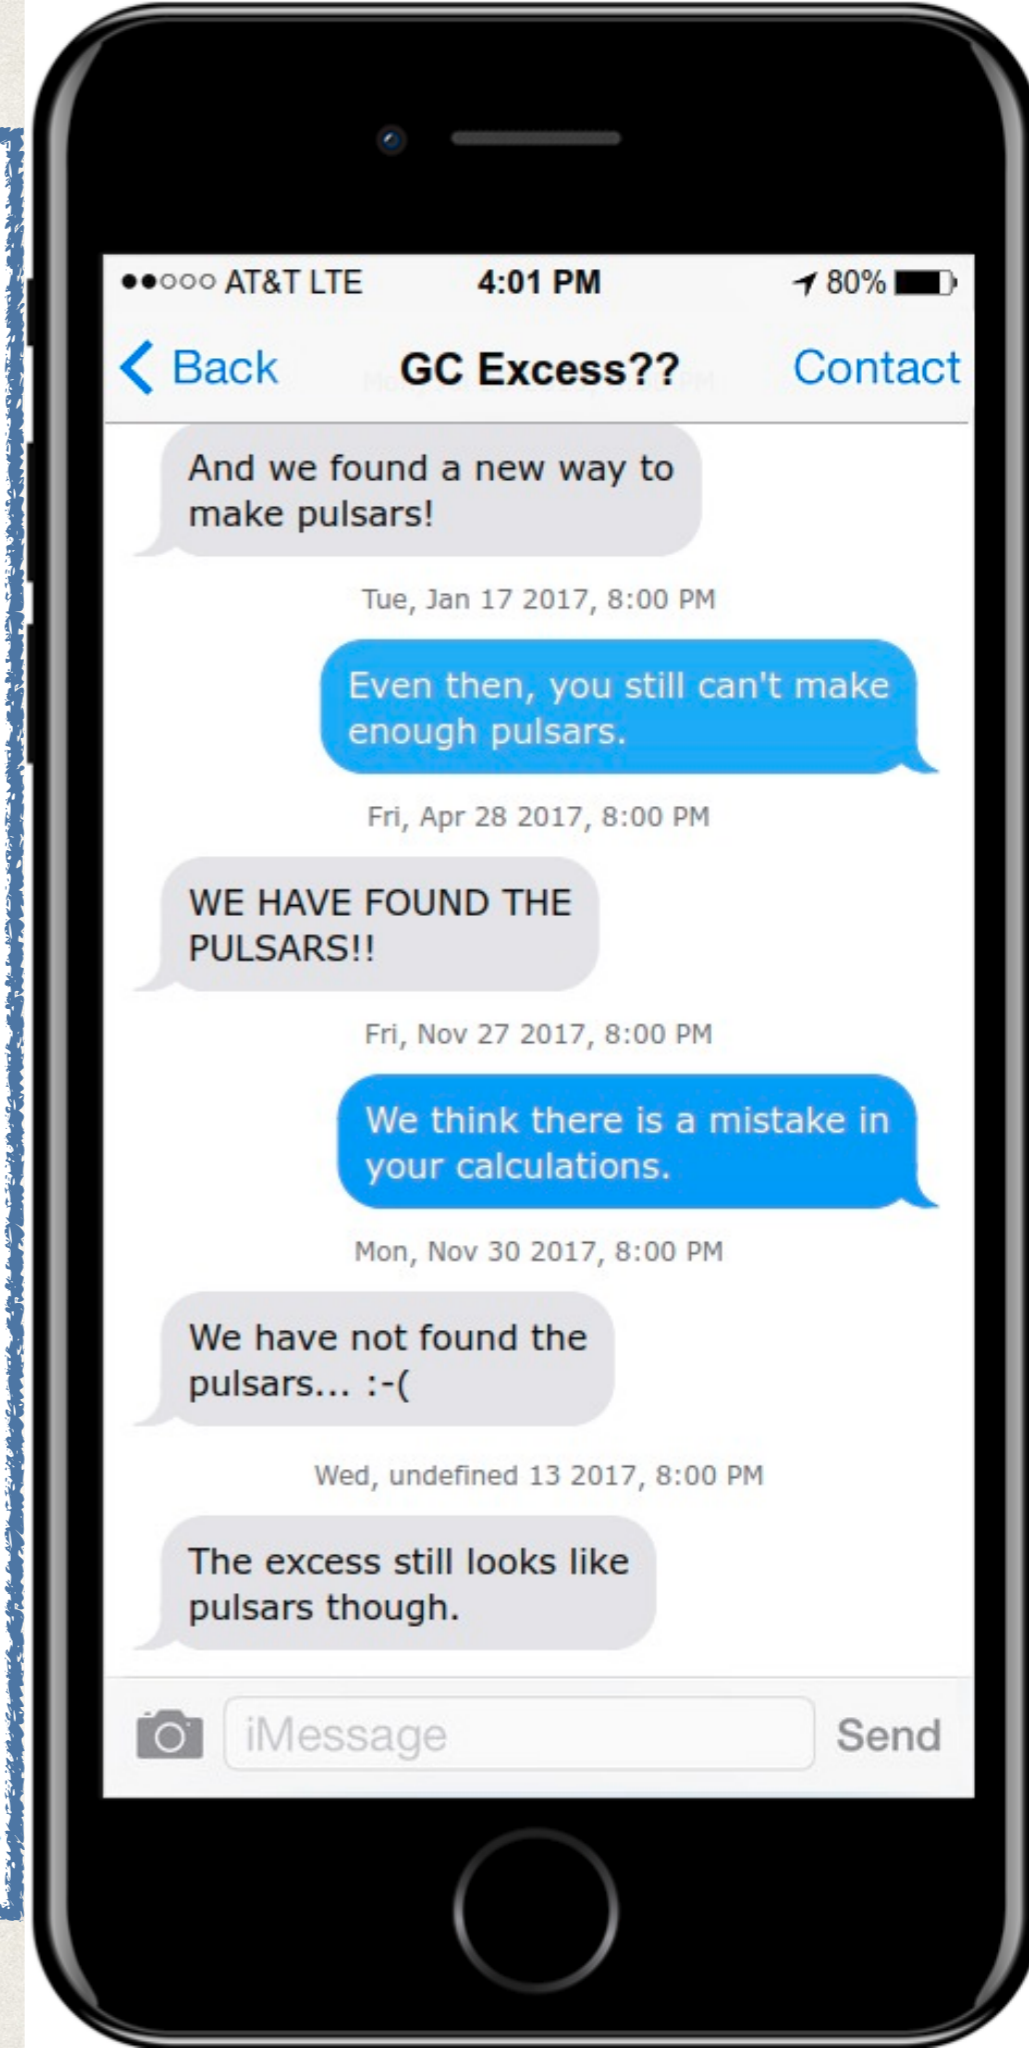 ●●○○○ AT&T LTE 4:01 PM 80%
Back GC Excess?? Contact
And we found a new way to
make pulsars!
Tue, Jan 17 2017, 8:00 PM
Even then, you still can't make
enough pulsars.
Fri, Apr 28 2017, 8:00 PM
WE HAVE FOUND THE
PULSARS!!
Fri, Nov 27 2017, 8:00 PM
We think there is a mistake in
your calculations.
Mon, Nov 30 2017, 8:00 PM
We have not found the
pulsars... :-(
Wed, undefined 13 2017, 8:00 PM
The excess still looks like
pulsars though.
iMessage Send